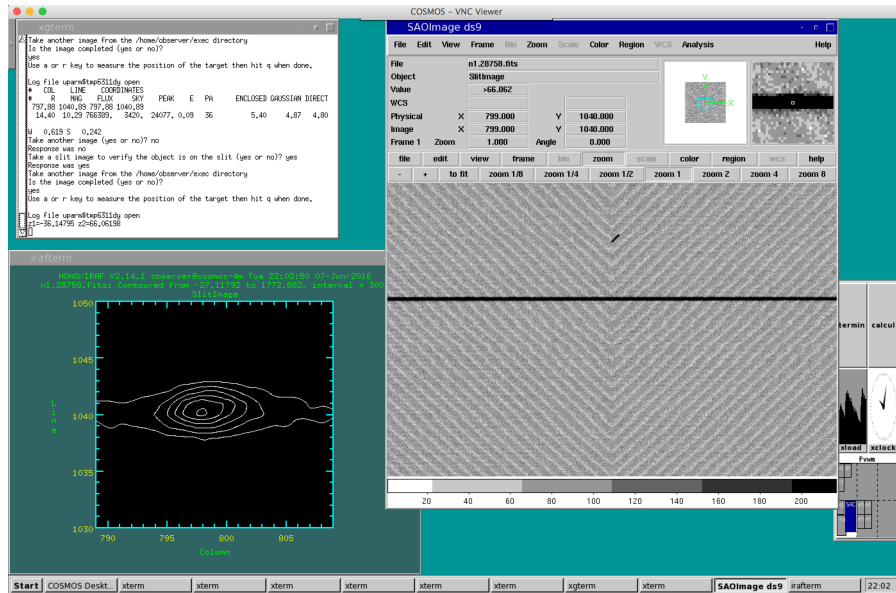 COSMOS – VNC Viewer
xgterm
Take another image from the /home/observer/exec directory
Is the image completed (yes or no)?
yes
Use a or r key to measure the position of the target then hit q when done.
Log file uparm$tmp6311dy open
# COL LINE COORDINATES
# R MAG FLUX SKY PEAK E PA ENCLOSED GAUSSIAN DIRECT
797.88 1040.89 797.88 1040.89
14.40 10.29 766389. 3420. 24077. 0.09 36 5.40 4.87 4.80
W 0.619 S 0.242
Take another image (yes or no)? no
Response was no
Take a slit image to verify the object is on the slit (yes or no)? yes
Response was yes
Take another image from the /home/observer/exec directory
Is the image completed (yes or no)?
yes
Use a or r key to measure the position of the target then hit q when done.
Log file uparm$tmp6311dy open
z1=-36.14795 z2=66.06198
SAOImage ds9
File Edit View Frame Bin Zoom Scale Color Region WCS Analysis Help
File n1.28758.fits
Object SlitImage
Value >66.062
WCS
Physical X 799.000 Y 1040.000
Image X 799.000 Y 1040.000
Frame 1 Zoom 1.000 Angle 0.000
Y
X
file edit view frame bin zoom scale color region wcs help
- + to fit zoom 1/8 zoom 1/4 zoom 1/2 zoom 1 zoom 2 zoom 4 zoom 8
20 40 60 80 100 120 140 160 180 200
irafterm
NOAO/IRAF V2.14.1 observer@cosmos-4m Tue 22:02:50 07-Jun-2016
n1.28758.fits: Contoured from -27.11792 to 1772.882, interval = 300
SlitImage
1050
1045
1040
1035
1030
Line
790 795 800 805
Column
termin calcul
xload xclock
Fvwm
SAC
Start COSMOS Deskt... xterm xterm xterm xterm xterm xterm xgterm xterm SAOImage ds9 irafterm 22:02